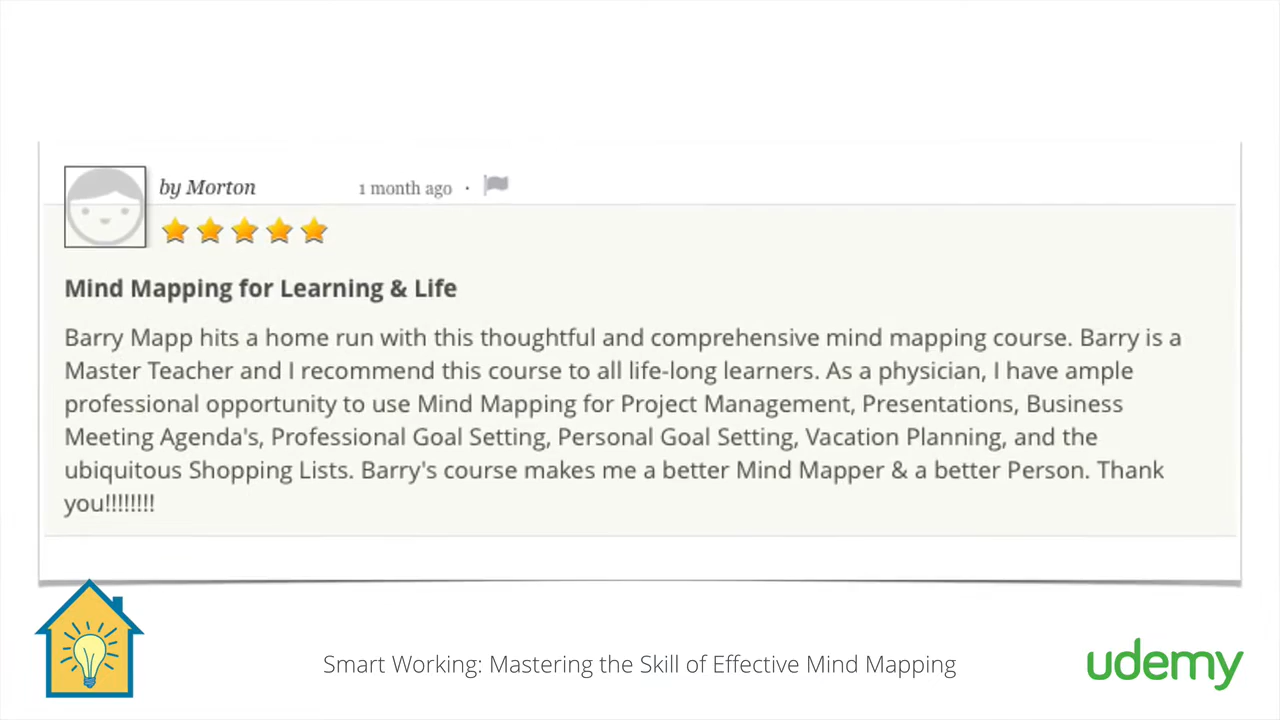 by Morton 1 month ago ·
Mind Mapping for Learning & Life
Barry Mapp hits a home run with this thoughtful and comprehensive mind mapping course. Barry is a
Master Teacher and I recommend this course to all life-long learners. As a physician, I have ample
professional opportunity to use Mind Mapping for Project Management, Presentations, Business
Meeting Agenda's, Professional Goal Setting, Personal Goal Setting, Vacation Planning, and the
ubiquitous Shopping Lists. Barry's course makes me a better Mind Mapper & a better Person. Thank
you!!!!!!!!
Smart Working: Mastering the Skill of Effective Mind Mapping
udemy